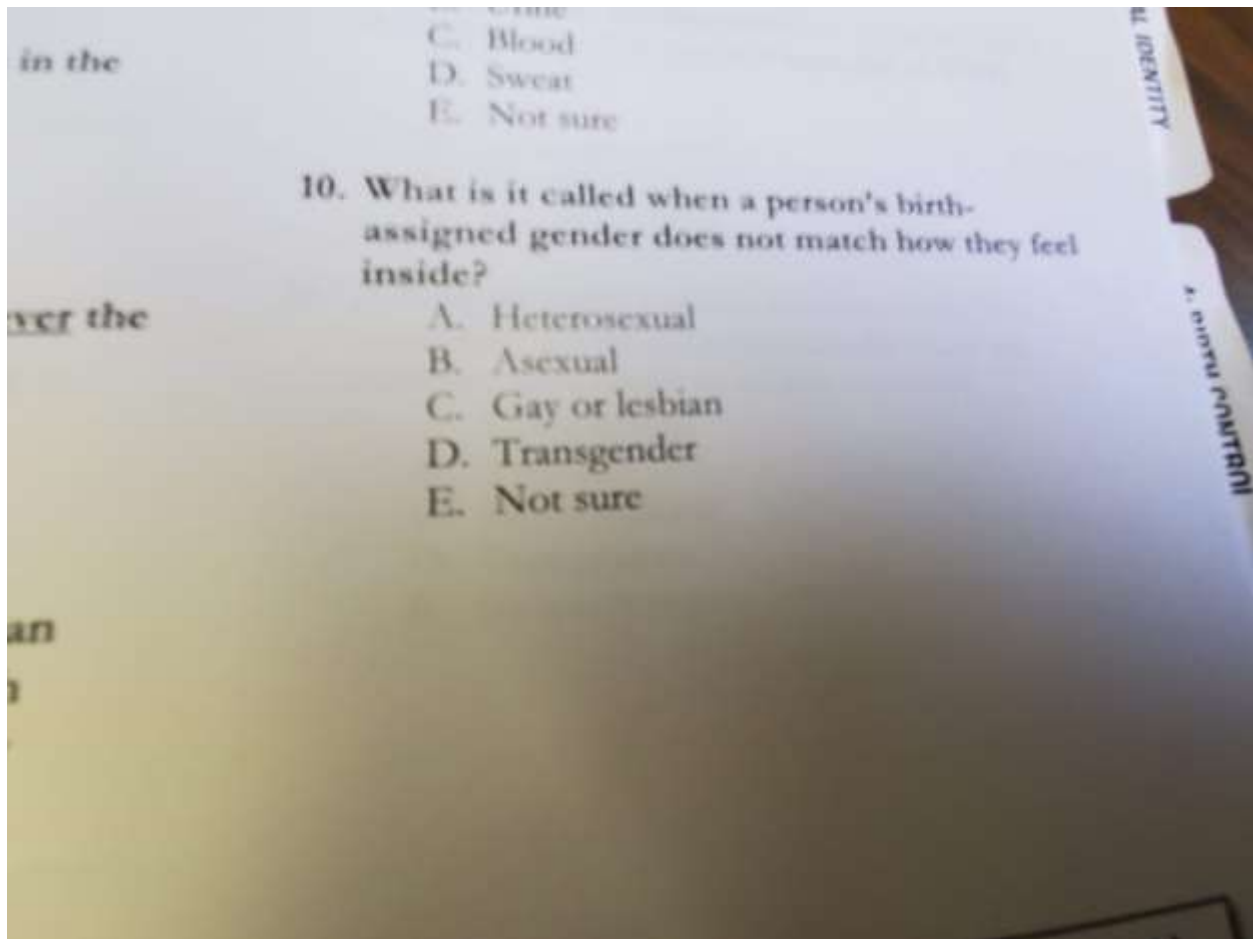 in the
C. Blood
D. Sweat
E. Not sure
10. What is it called when a person's birth-
assigned gender does not match how they feel
inside?
A. Heterosexual
ver the
B. Asexual
C. Gay or lesbian
D. Transgender
E. Not sure
an
IDENTITY
BIRTH CONTROL